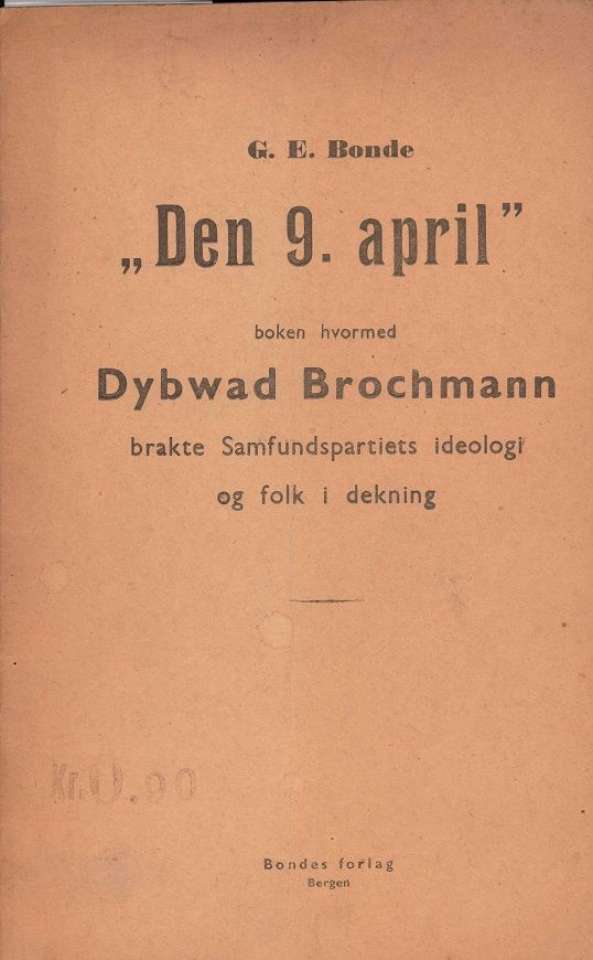 G. E. Bonde
„Den 9. april”
boken hvormed
Dybwad Brochmann
brakte Samfundspartiets ideologi
og folk i dekning
Kr. 0.90
Bondes forlag
Bergen